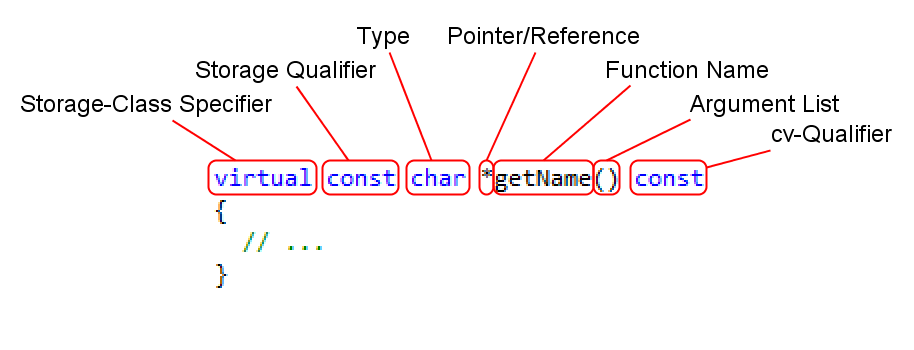 Type
Pointer/Reference
Storage Qualifier
Function Name
Storage-Class Specifier
Argument List
cv-Qualifier
virtual const char *getName() const
{
// ...
}